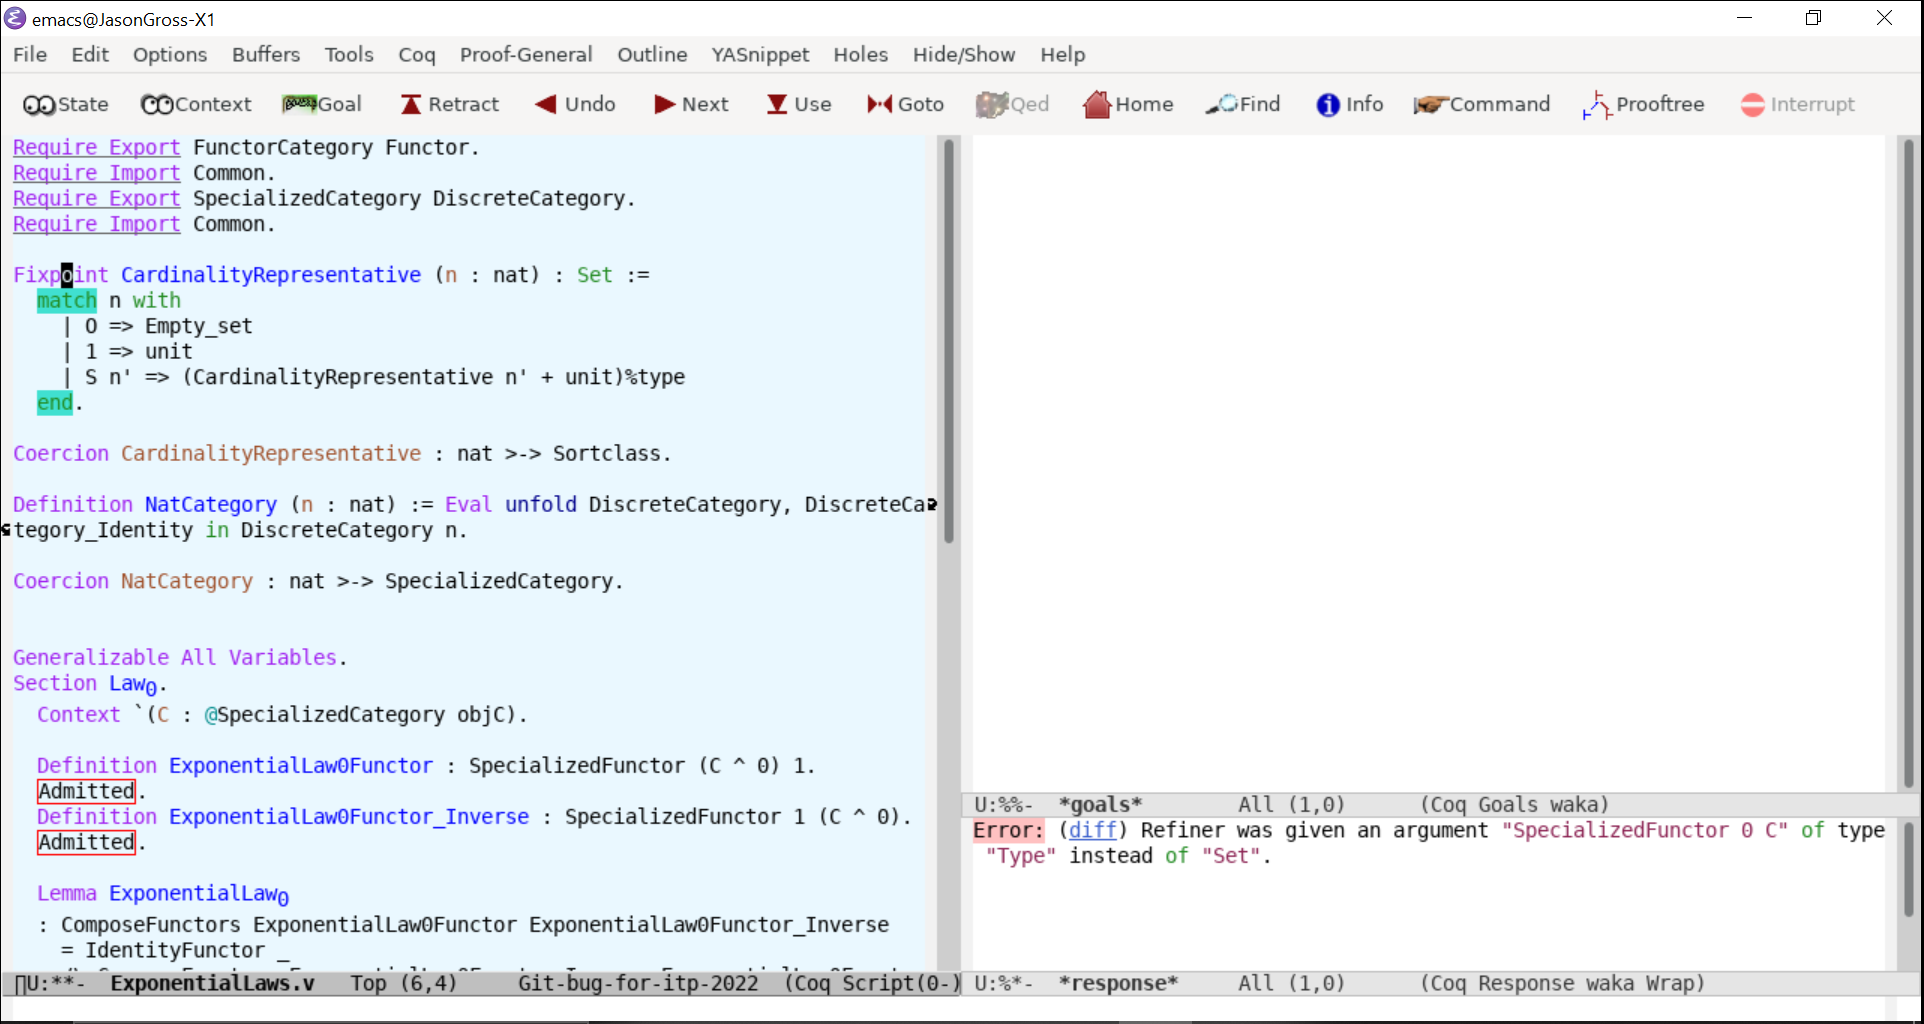 emacs@JasonGross-X1
File Edit Options Buffers Tools Coq Proof-General Outline YASnippet Holes Hide/Show Help
State Context Goal Retract Undo Next Use Goto Qed Home Find Info Command Prooftree Interrupt
Require Export FunctorCategory Functor.
Require Import Common.
Require Export SpecializedCategory DiscreteCategory.
Require Import Common.
Fixpoint CardinalityRepresentative (n : nat) : Set :=
match n with
| O => Empty_set
| 1 => unit
| S n' => (CardinalityRepresentative n' + unit)%type
end.
Coercion CardinalityRepresentative : nat >-> Sortclass.
Definition NatCategory (n : nat) := Eval unfold DiscreteCategory, DiscreteCa
tegory_Identity in DiscreteCategory n.
Coercion NatCategory : nat >-> SpecializedCategory.
Generalizable All Variables.
Section Law0.
Context `(C : @SpecializedCategory objC).
Definition ExponentialLaw0Functor : SpecializedFunctor (C ^ 0) 1.
Admitted.
Definition ExponentialLaw0Functor_Inverse : SpecializedFunctor 1 (C ^ 0).
Admitted.
Lemma ExponentialLaw0
: ComposeFunctors ExponentialLaw0Functor ExponentialLaw0Functor_Inverse
= IdentityFunctor _
U:**- ExponentialLaws.v Top (6,4) Git-bug-for-itp-2022 (Coq Script(0-)
U:%%- *goals* All (1,0) (Coq Goals waka)
Error: (diff) Refiner was given an argument "SpecializedFunctor 0 C" of type
"Type" instead of "Set".
U:%*- *response* All (1,0) (Coq Response waka Wrap)